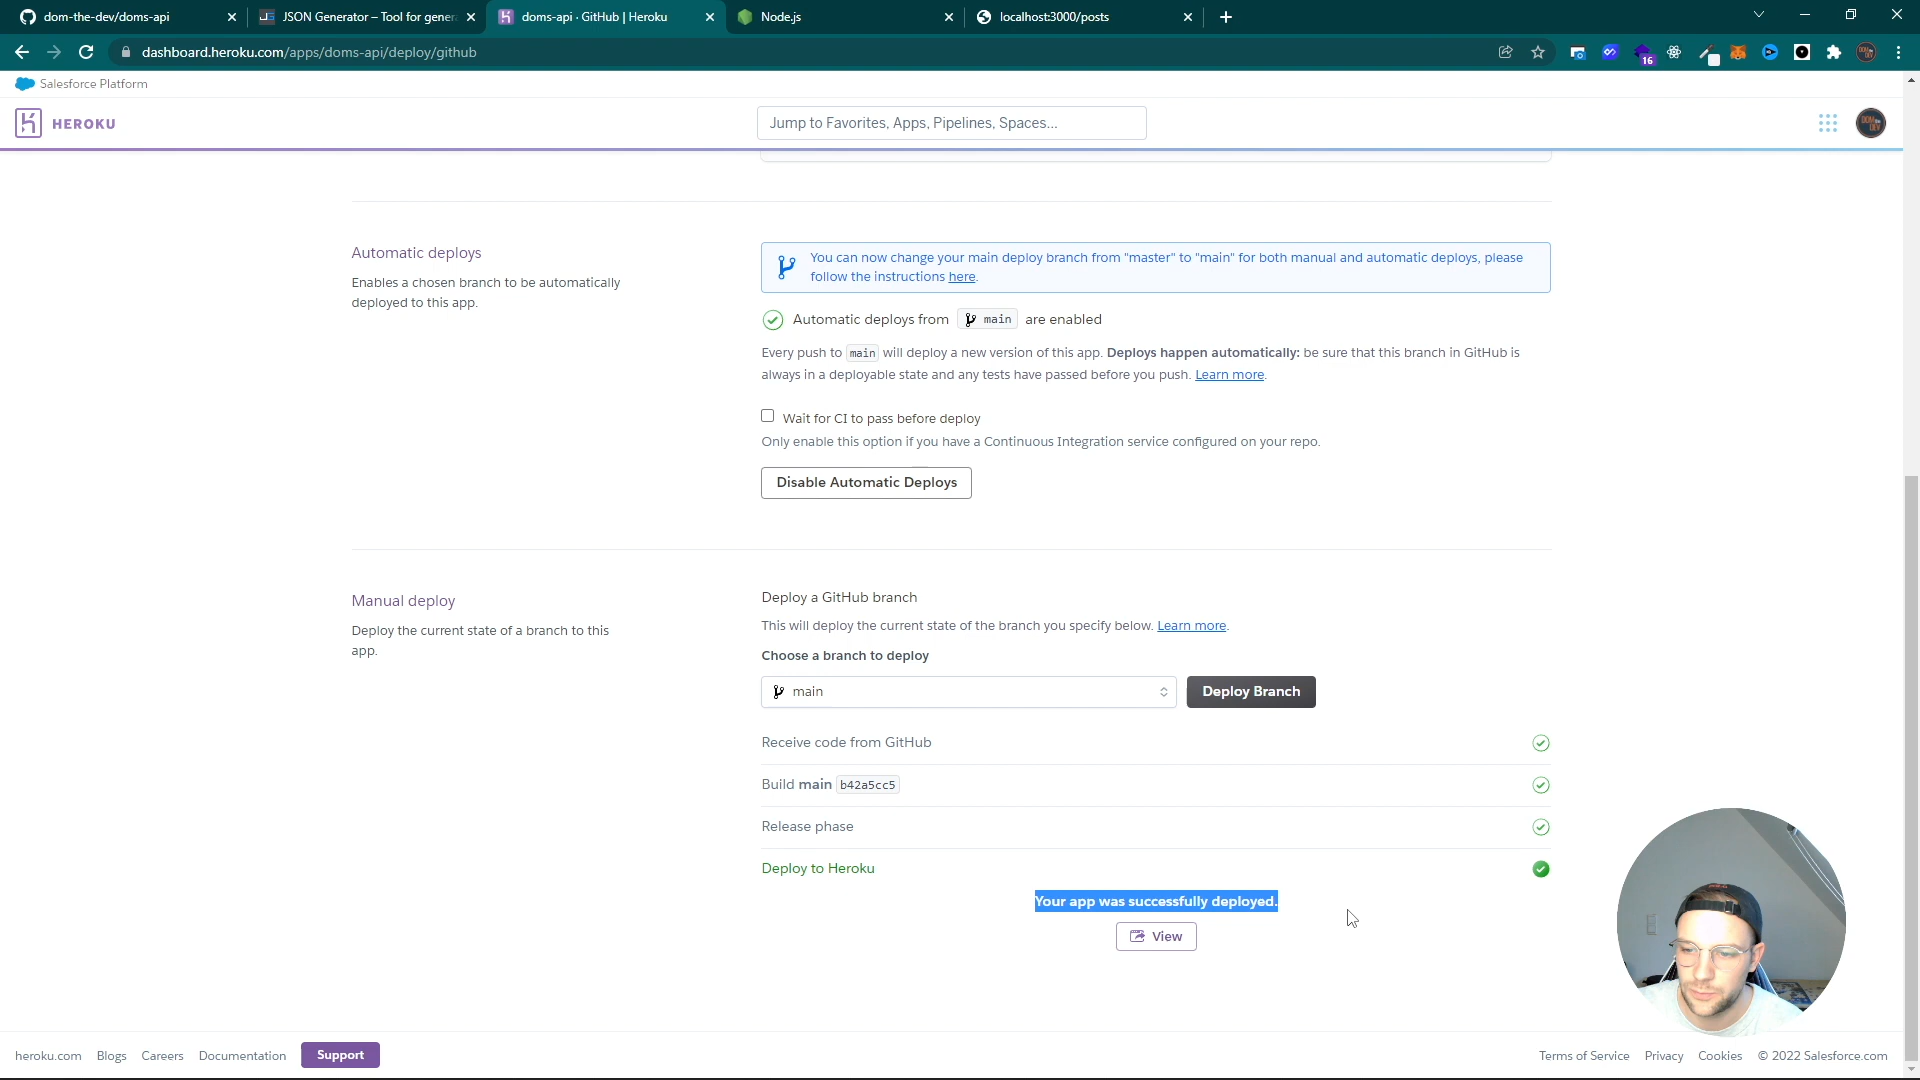 dom-the-dev/doms-api
JSON Generator – Tool for gener
doms-api · GitHub | Heroku
Node.js
localhost:3000/posts
dashboard.heroku.com/apps/doms-api/deploy/github
16
Salesforce Platform
HEROKU
Jump to Favorites, Apps, Pipelines, Spaces...
Automatic deploys
Enables a chosen branch to be automatically
deployed to this app.
You can now change your main deploy branch from "master" to "main" for both manual and automatic deploys, please
follow the instructions here.
Automatic deploys from main are enabled
Every push to main will deploy a new version of this app. Deploys happen automatically: be sure that this branch in GitHub is
always in a deployable state and any tests have passed before you push. Learn more.
Wait for CI to pass before deploy
Only enable this option if you have a Continuous Integration service configured on your repo.
Disable Automatic Deploys
Manual deploy
Deploy the current state of a branch to this
app.
Deploy a GitHub branch
This will deploy the current state of the branch you specify below. Learn more.
Choose a branch to deploy
main
Deploy Branch
Receive code from GitHub
Build main b42a5cc5
Release phase
Deploy to Heroku
Your app was successfully deployed.
View
heroku.com Blogs Careers Documentation Support
Terms of Service Privacy Cookies © 2022 Salesforce.com